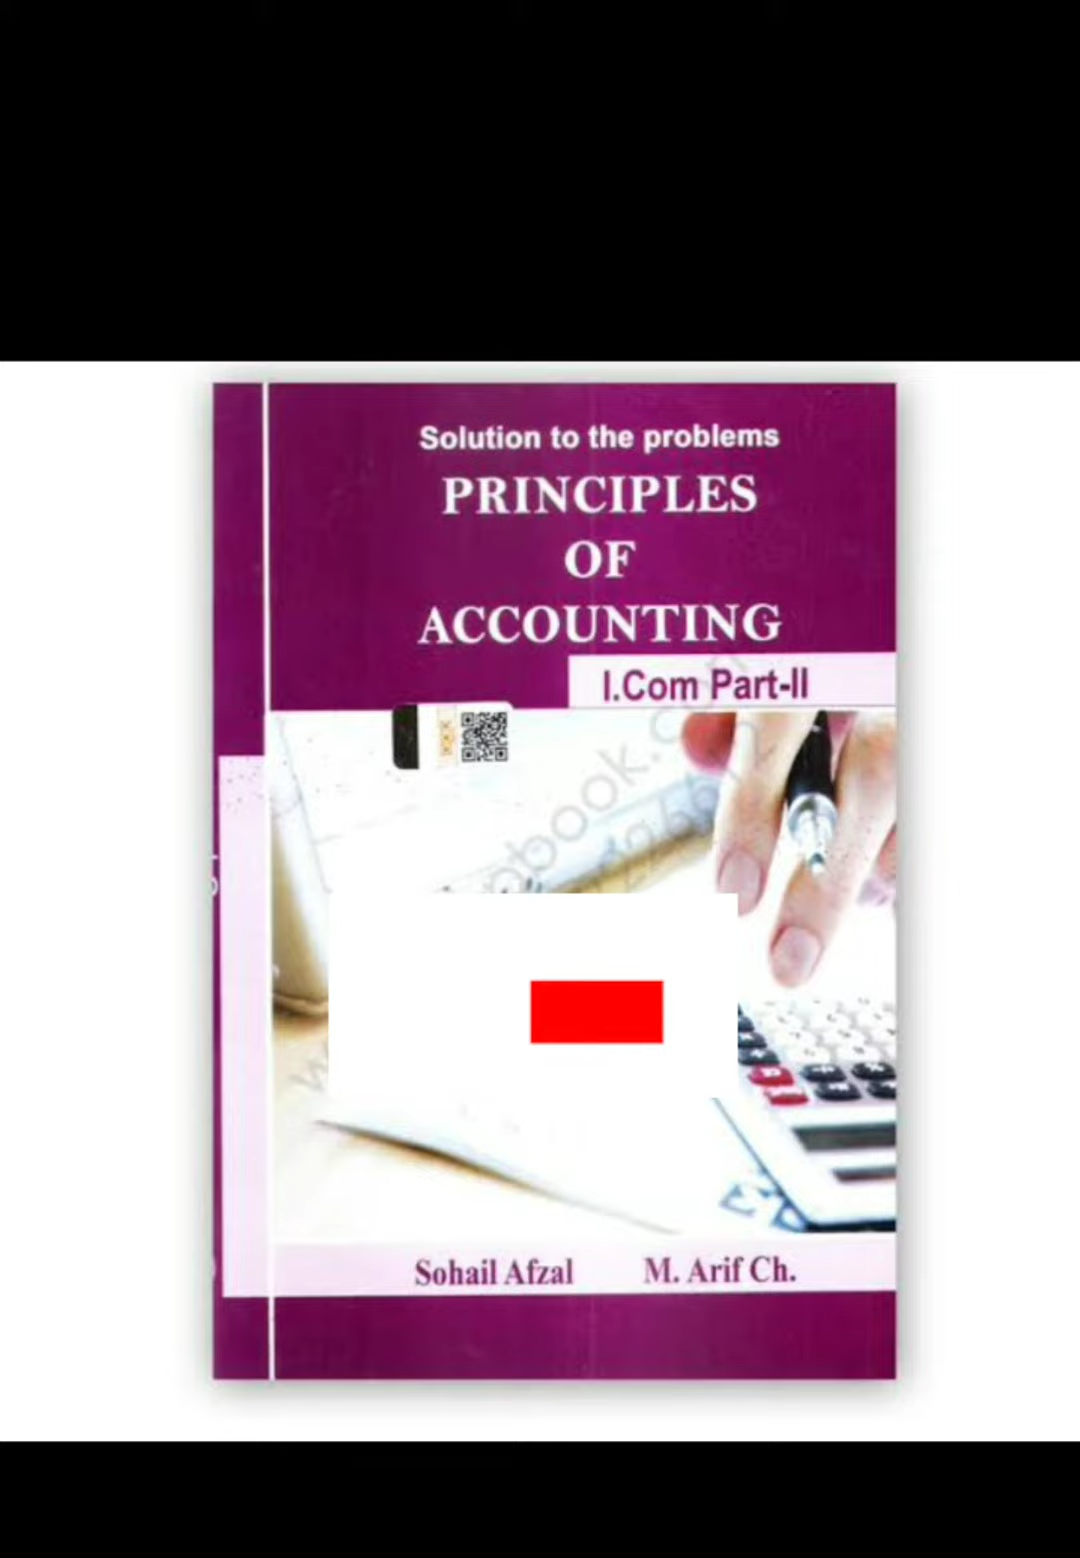 Solution to the problems
PRINCIPLES
OF
ACCOUNTING
I.Com Part-II
Sohail Afzal M. Arif Ch.